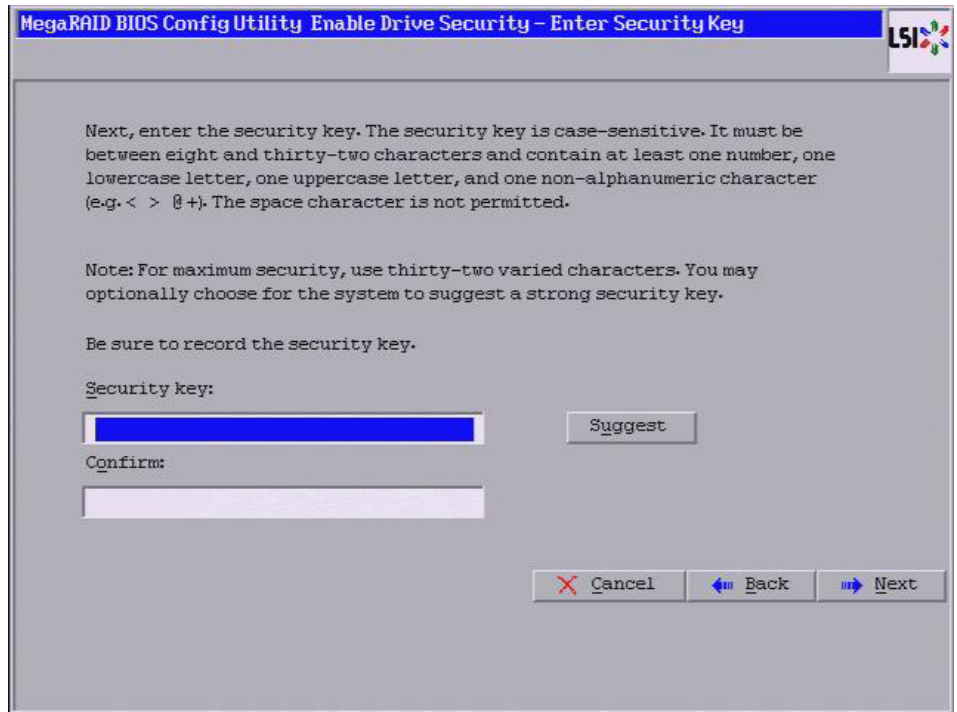 MegaRAID BIOS Config Utility Enable Drive Security - Enter Security Key
LSI
Next, enter the security key. The security key is case-sensitive. It must be
between eight and thirty-two characters and contain at least one number, one
lowercase letter, one uppercase letter, and one non-alphanumeric character
(e.g. < > @ +). The space character is not permitted.
Note: For maximum security, use thirty-two varied characters. You may
optionally choose for the system to suggest a strong security key.
Be sure to record the security key.
Security key:
Suggest
Confirm:
Cancel Back Next